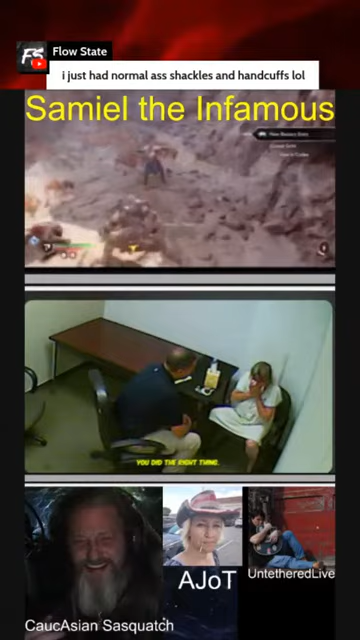 Flow State
i just had normal ass shackles and handcuffs lol
Samiel the Infamous
YOU DID THE RIGHT THING.
AJoT
UntetheredLive
CaucAsian Sasquatch